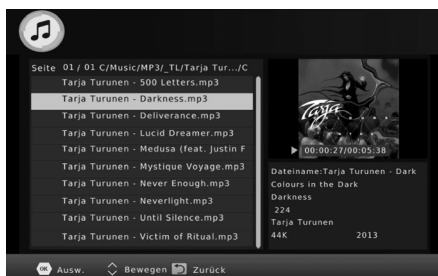 Seite 01 / 01 C/Music/MP3/_TL/Tarja Tur.../C
Tarja Turunen - 500 Letters.mp3
Tarja Turunen - Darkness.mp3
Tarja Turunen - Deliverance.mp3
Tarja Turunen - Lucid Dreamer.mp3
Tarja Turunen - Medusa (feat. Justin F
Tarja Turunen - Mystique Voyage.mp3
Tarja Turunen - Never Enough.mp3
Tarja Turunen - Neverlight.mp3
Tarja Turunen - Until Silence.mp3
Tarja Turunen - Victim of Ritual.mp3
Tarja
00:00:27/00:05:38
Dateiname:Tarja Turunen - Dark
Colours in the Dark
Darkness
224
Tarja Turunen
44K 2013
OK Ausw. Bewegen Zurück